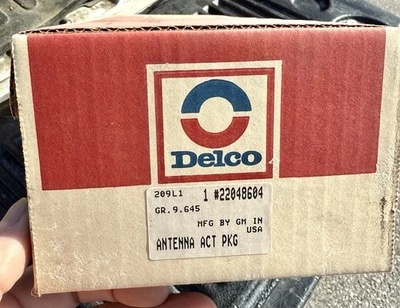 Delco
209L1 1 #22048604
GR.9.645
MFG BY GM IN
USA
ANTENNA ACT PKG